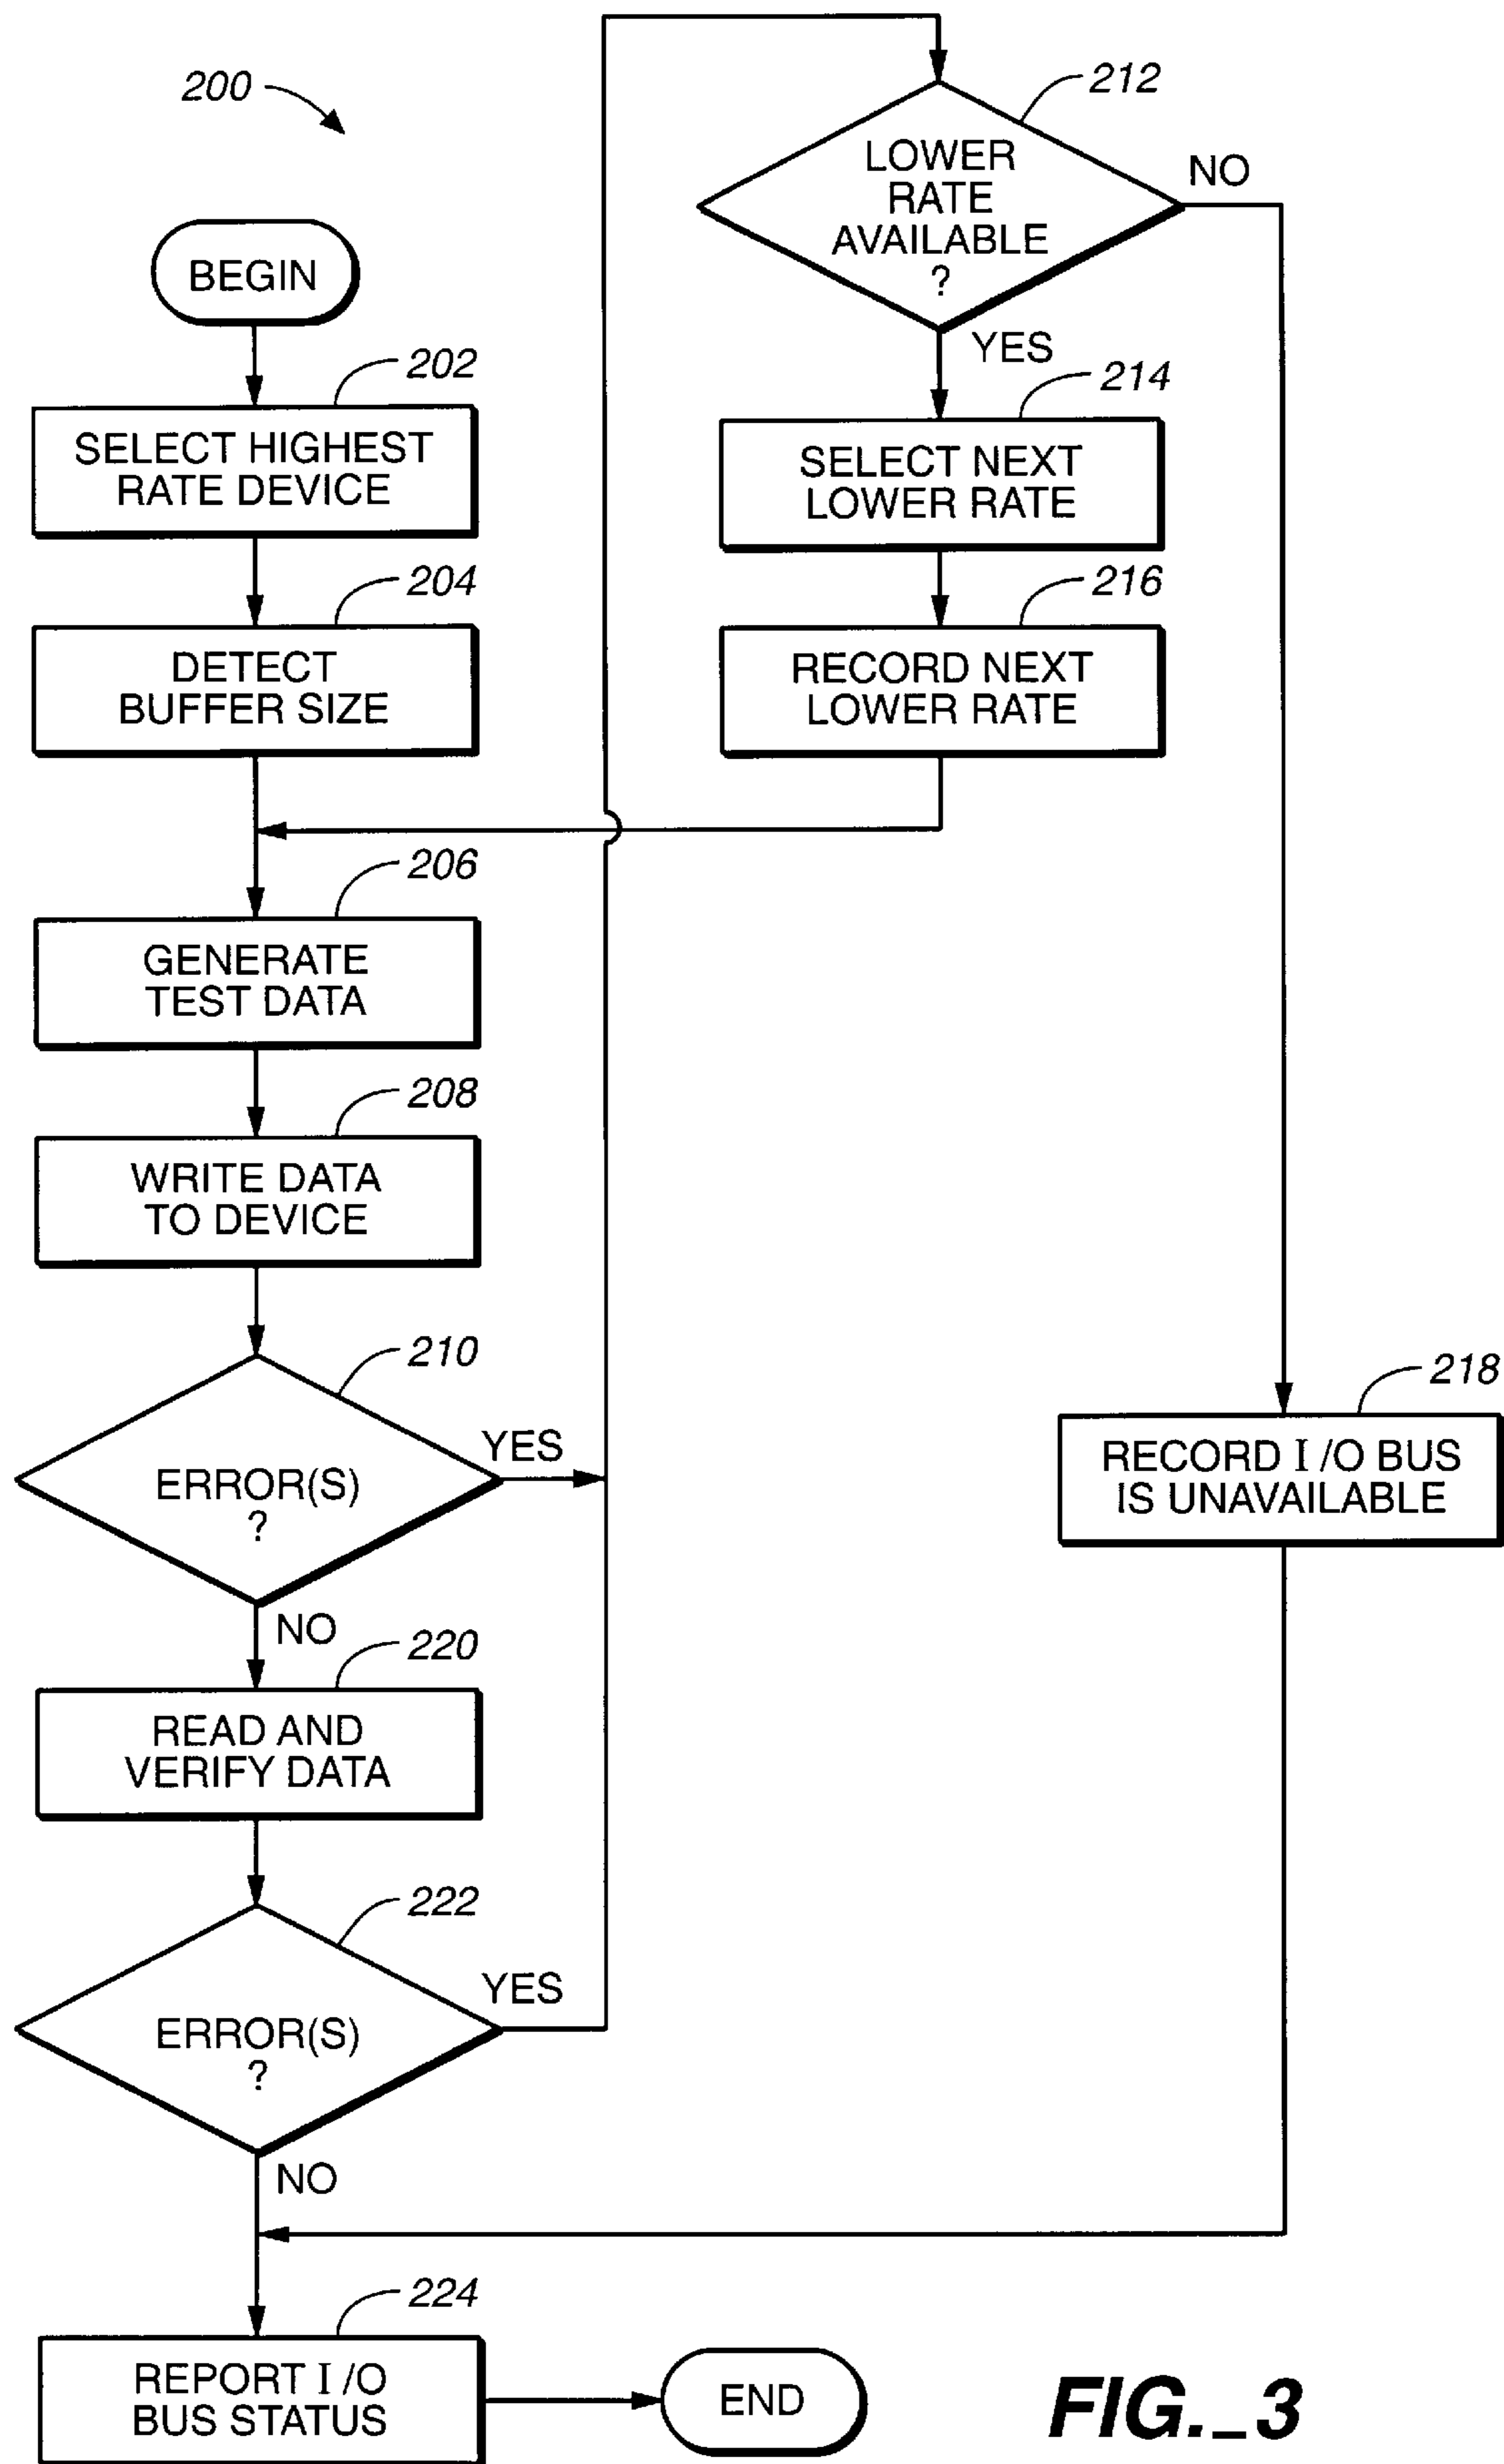 200
BEGIN
202
SELECT HIGHEST
RATE DEVICE
204
DETECT
BUFFER SIZE
206
GENERATE
TEST DATA
208
WRITE DATA
TO DEVICE
210
ERROR(S)
?
YES
NO
220
READ AND
VERIFY DATA
222
ERROR(S)
?
YES
NO
224
REPORT I/O
BUS STATUS
END
212
LOWER
RATE
AVAILABLE
?
NO
YES
214
SELECT NEXT
LOWER RATE
216
RECORD NEXT
LOWER RATE
218
RECORD I/O BUS
IS UNAVAILABLE
FIG._3